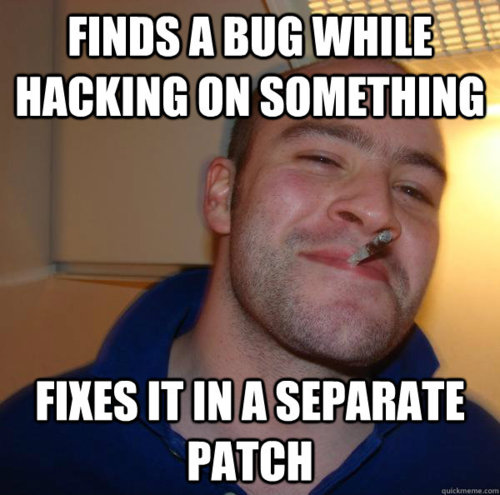 FINDS A BUG WHILE
HACKING ON SOMETHING
FIXES IT IN A SEPARATE
PATCH
quickmeme.com